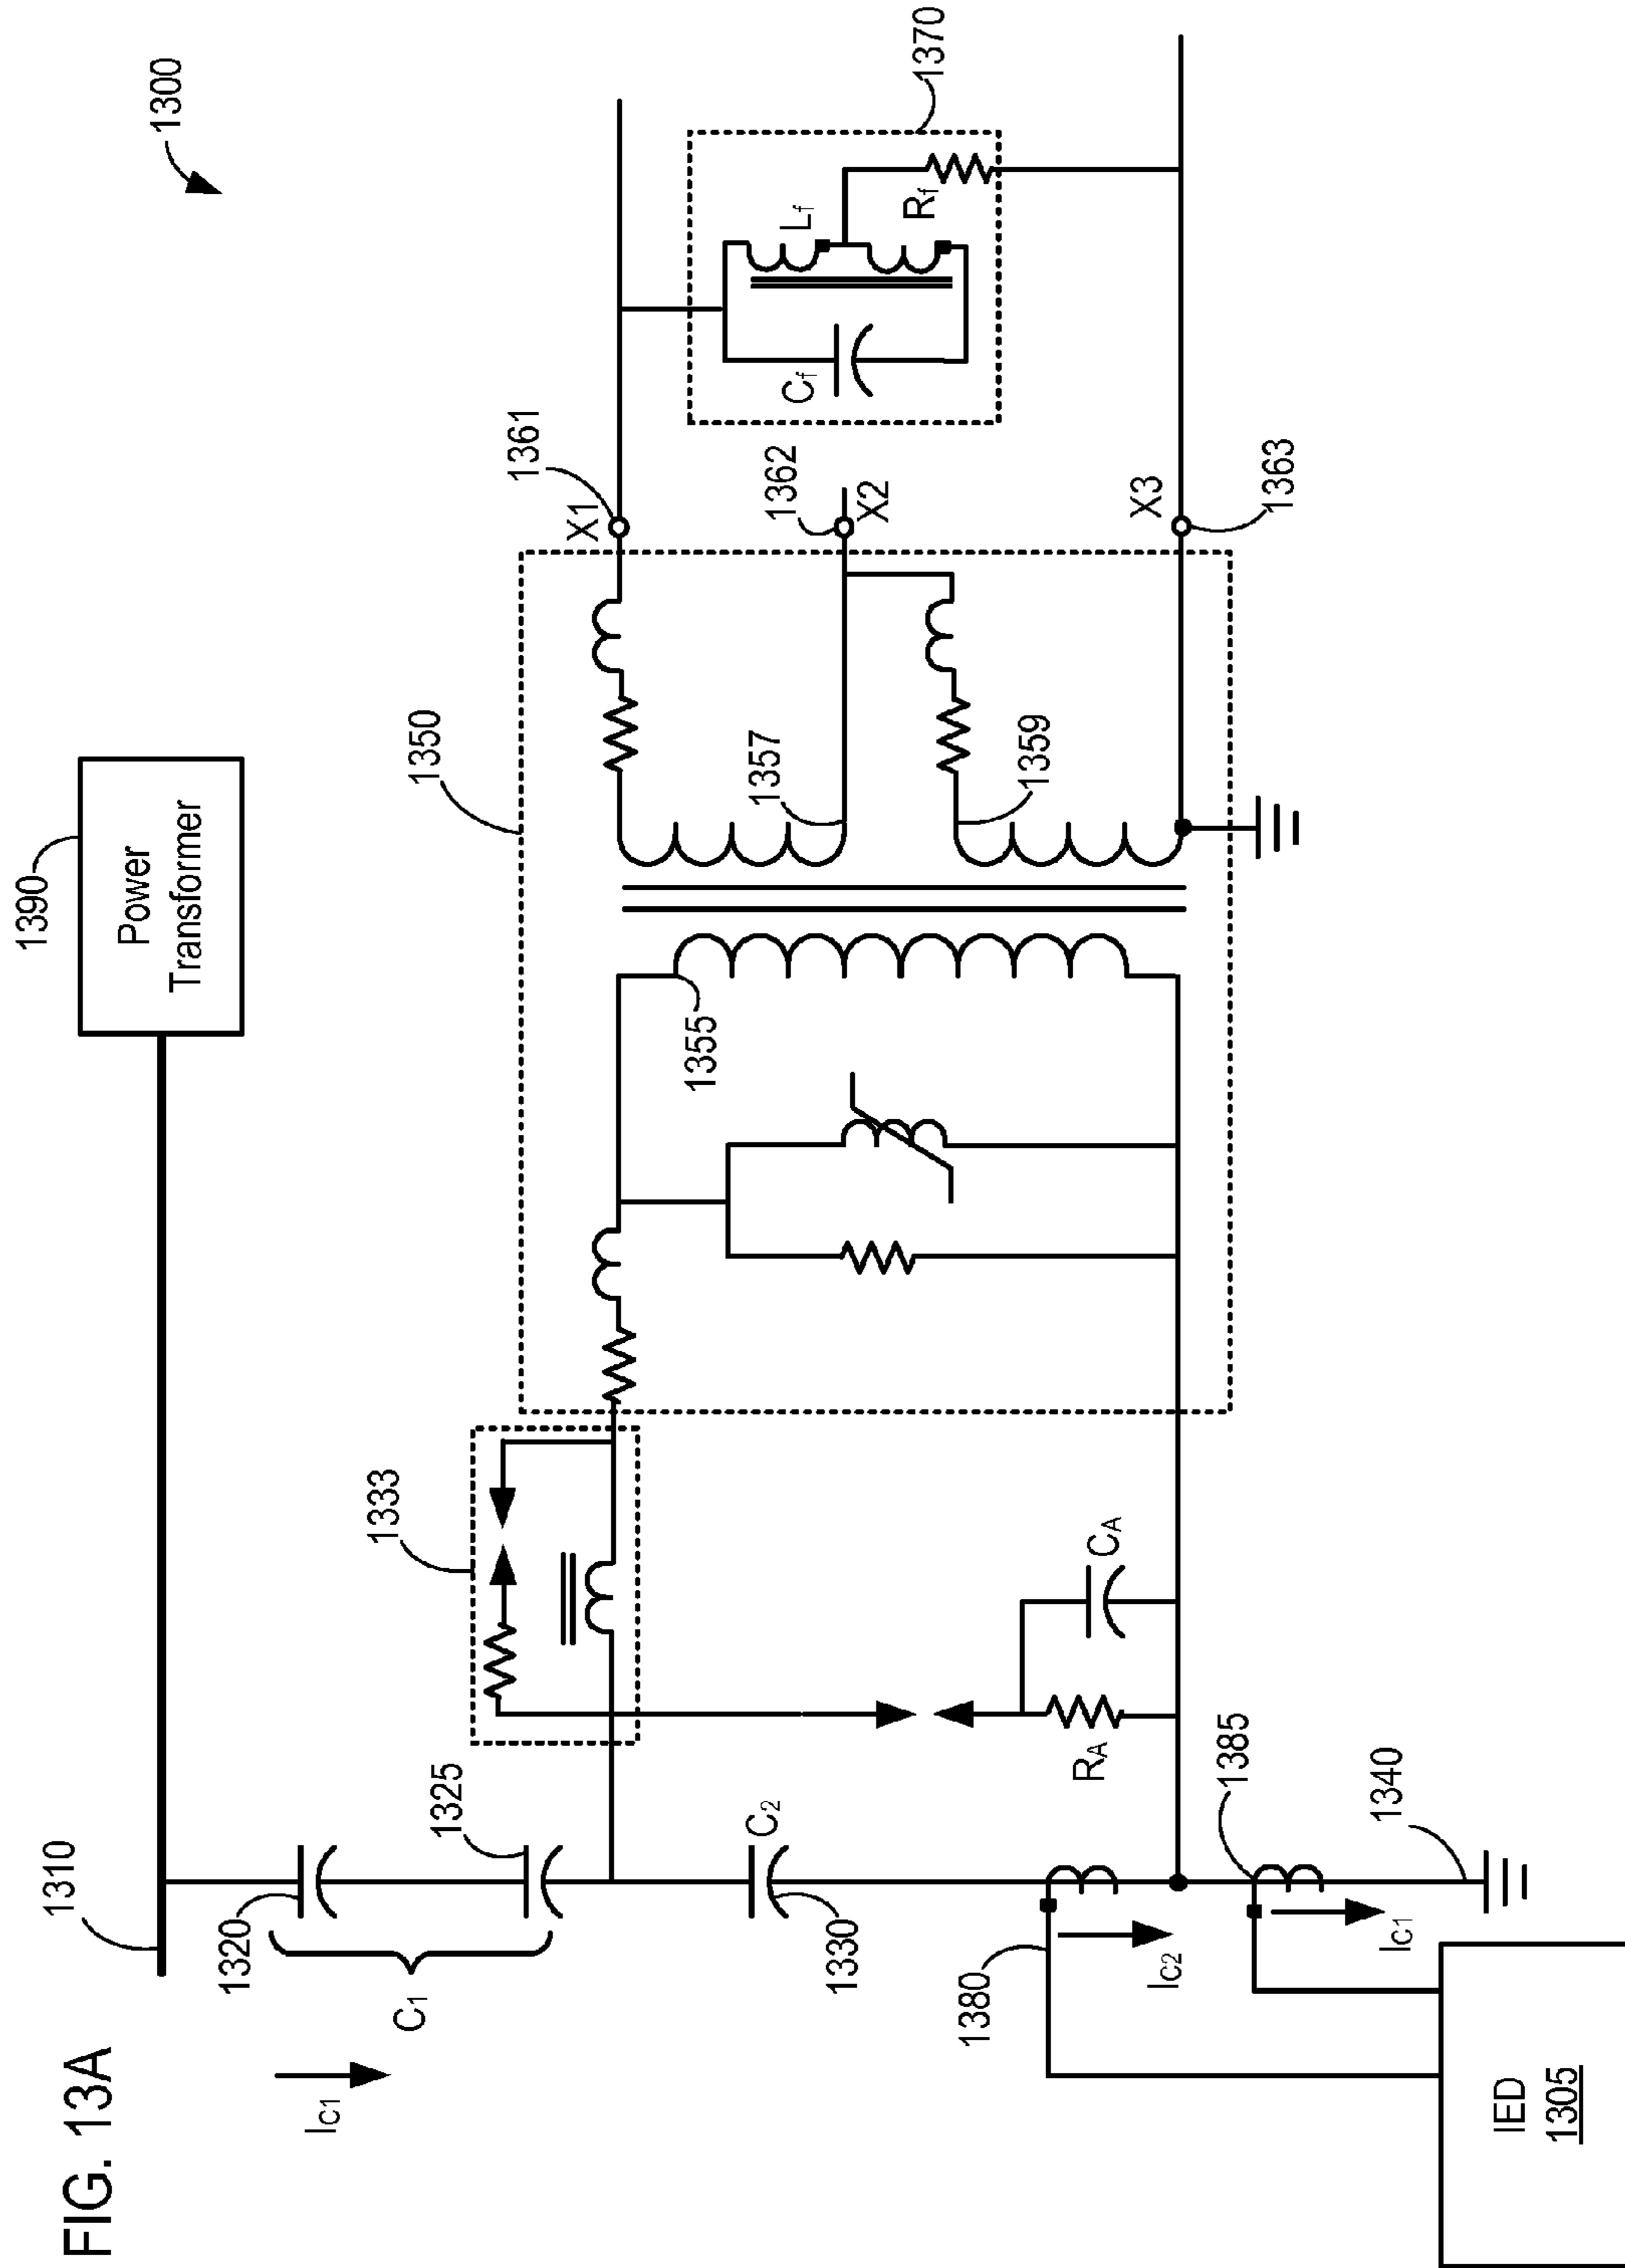 FIG. 13A
1300
1390
Power
Transformer
1310
1320
1325
C1
IC1
C2
1330
1333
1350
1355
1357
1359
X1
1361
1362
X2
X3
1363
1370
Cf
Lf
Rf
RA
CA
1380
IC2
1385
IC1
1340
IED
1305